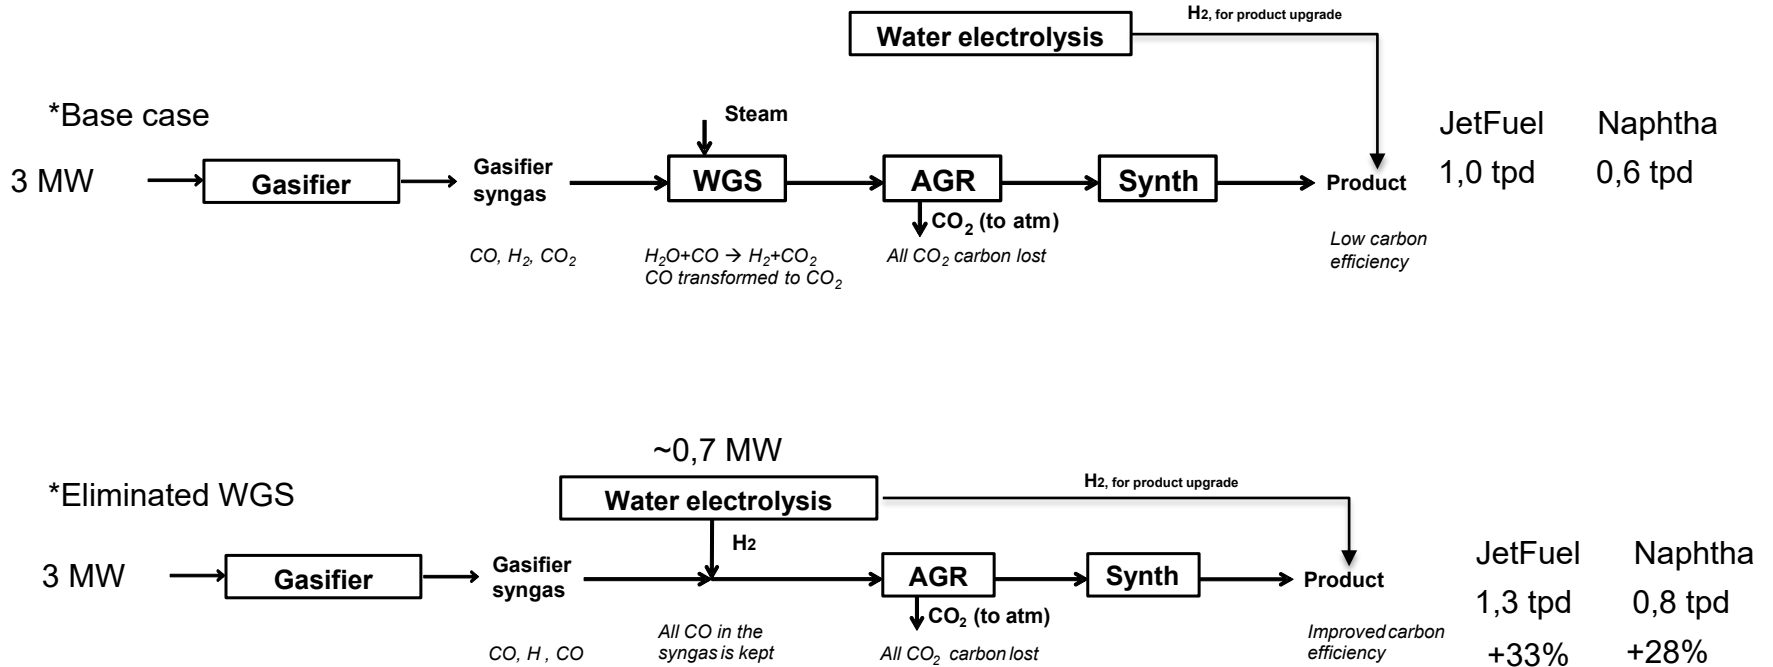 H2, for product upgrade
Water electrolysis
*Base case
Steam
JetFuel Naphtha
3 MW
Gasifier
Gasifier
syngas
WGS
AGR
Synth
Product
1,0 tpd 0,6 tpd
CO2 (to atm)
CO, H2, CO2
H2O+CO → H2+CO2
CO transformed to CO2
All CO2 carbon lost
Low carbon
efficiency
~0,7 MW
*Eliminated WGS
Water electrolysis
H2, for product upgrade
H2
JetFuel Naphtha
3 MW
Gasifier
Gasifier
syngas
AGR
Synth
Product
1,3 tpd 0,8 tpd
CO2 (to atm)
CO, H , CO
All CO in the
syngas is kept
All CO2 carbon lost
Improved carbon
efficiency
+33% +28%